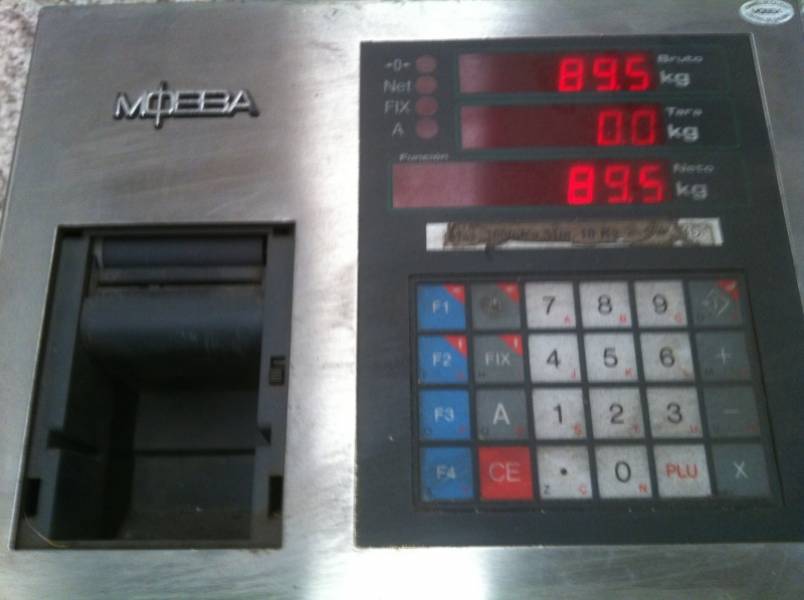 MOBBA
→0← 89.5 Bruto kg
Net
FIX 0.0 Tara kg
A
Función
89.5 Neto kg
F1 7 8 9
F2 FIX 4 5 6 +
F3 A 1 2 3 -
F4 CE • 0 PLU X